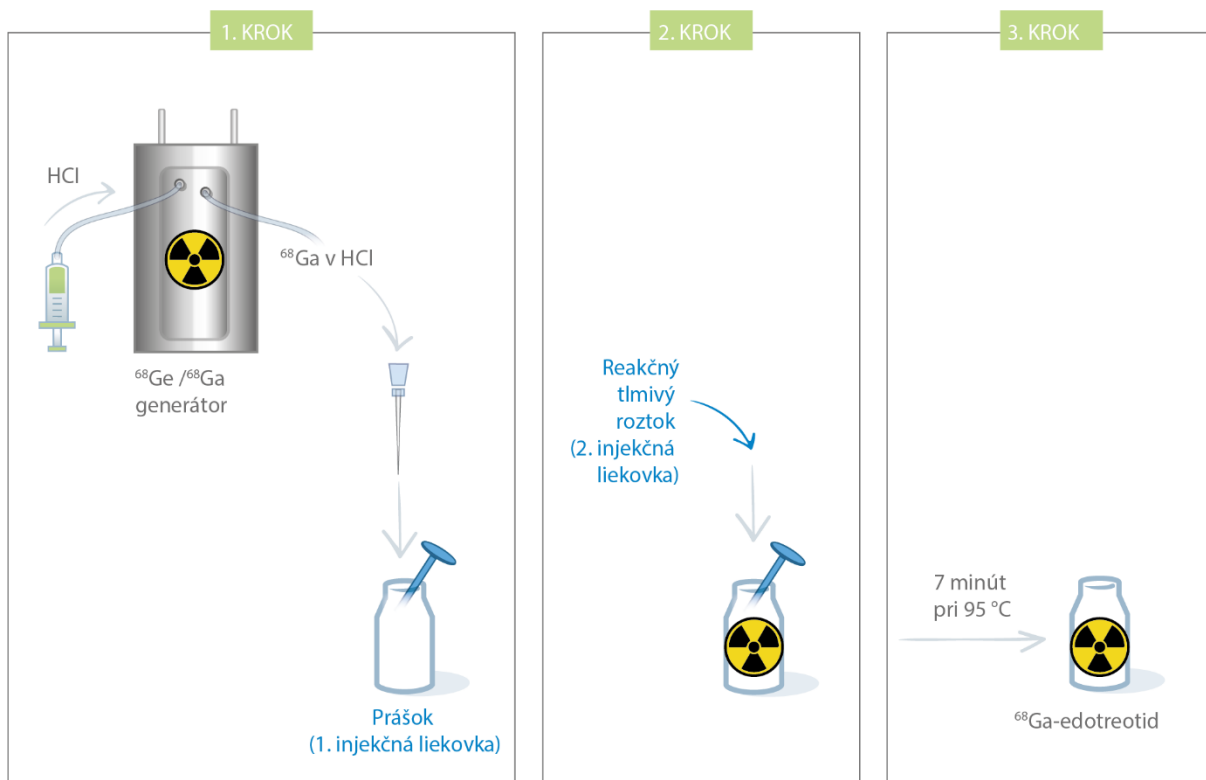 1. KROK
HCl
⁶⁸Ga v HCl
⁶⁸Ge /⁶⁸Ga
generátor
Prášok
(1. injekčná liekovka)
2. KROK
Reakčný
tlmivý
roztok
(2. injekčná
liekovka)
3. KROK
7 minút
pri 95 °C
⁶⁸Ga-edotreotid